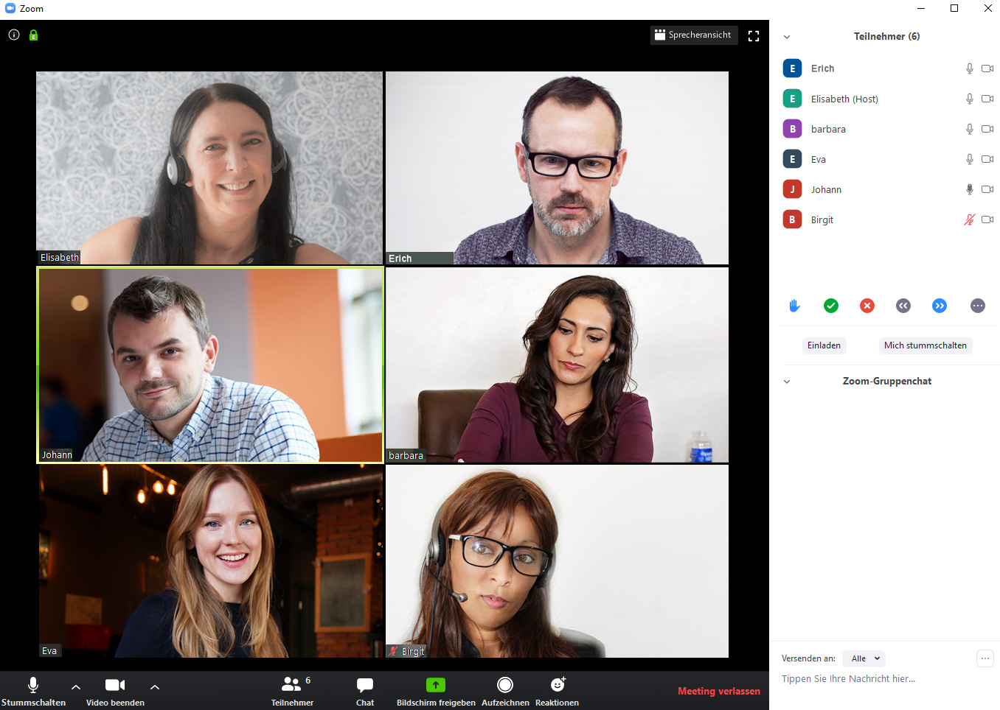 Zoom
Sprecheransicht
Elisabeth
Erich
Johann
barbara
Eva
Birgit
Stummschalten
Video beenden
6
Teilnehmer
Chat
Bildschirm freigeben
Aufzeichnen
Reaktionen
Meeting verlassen
Teilnehmer (6)
E Erich
E Elisabeth (Host)
B barbara
E Eva
J Johann
B Birgit
Einladen
Mich stummschalten
Zoom-Gruppenchat
Versenden an: Alle
Tippen Sie Ihre Nachricht hier...